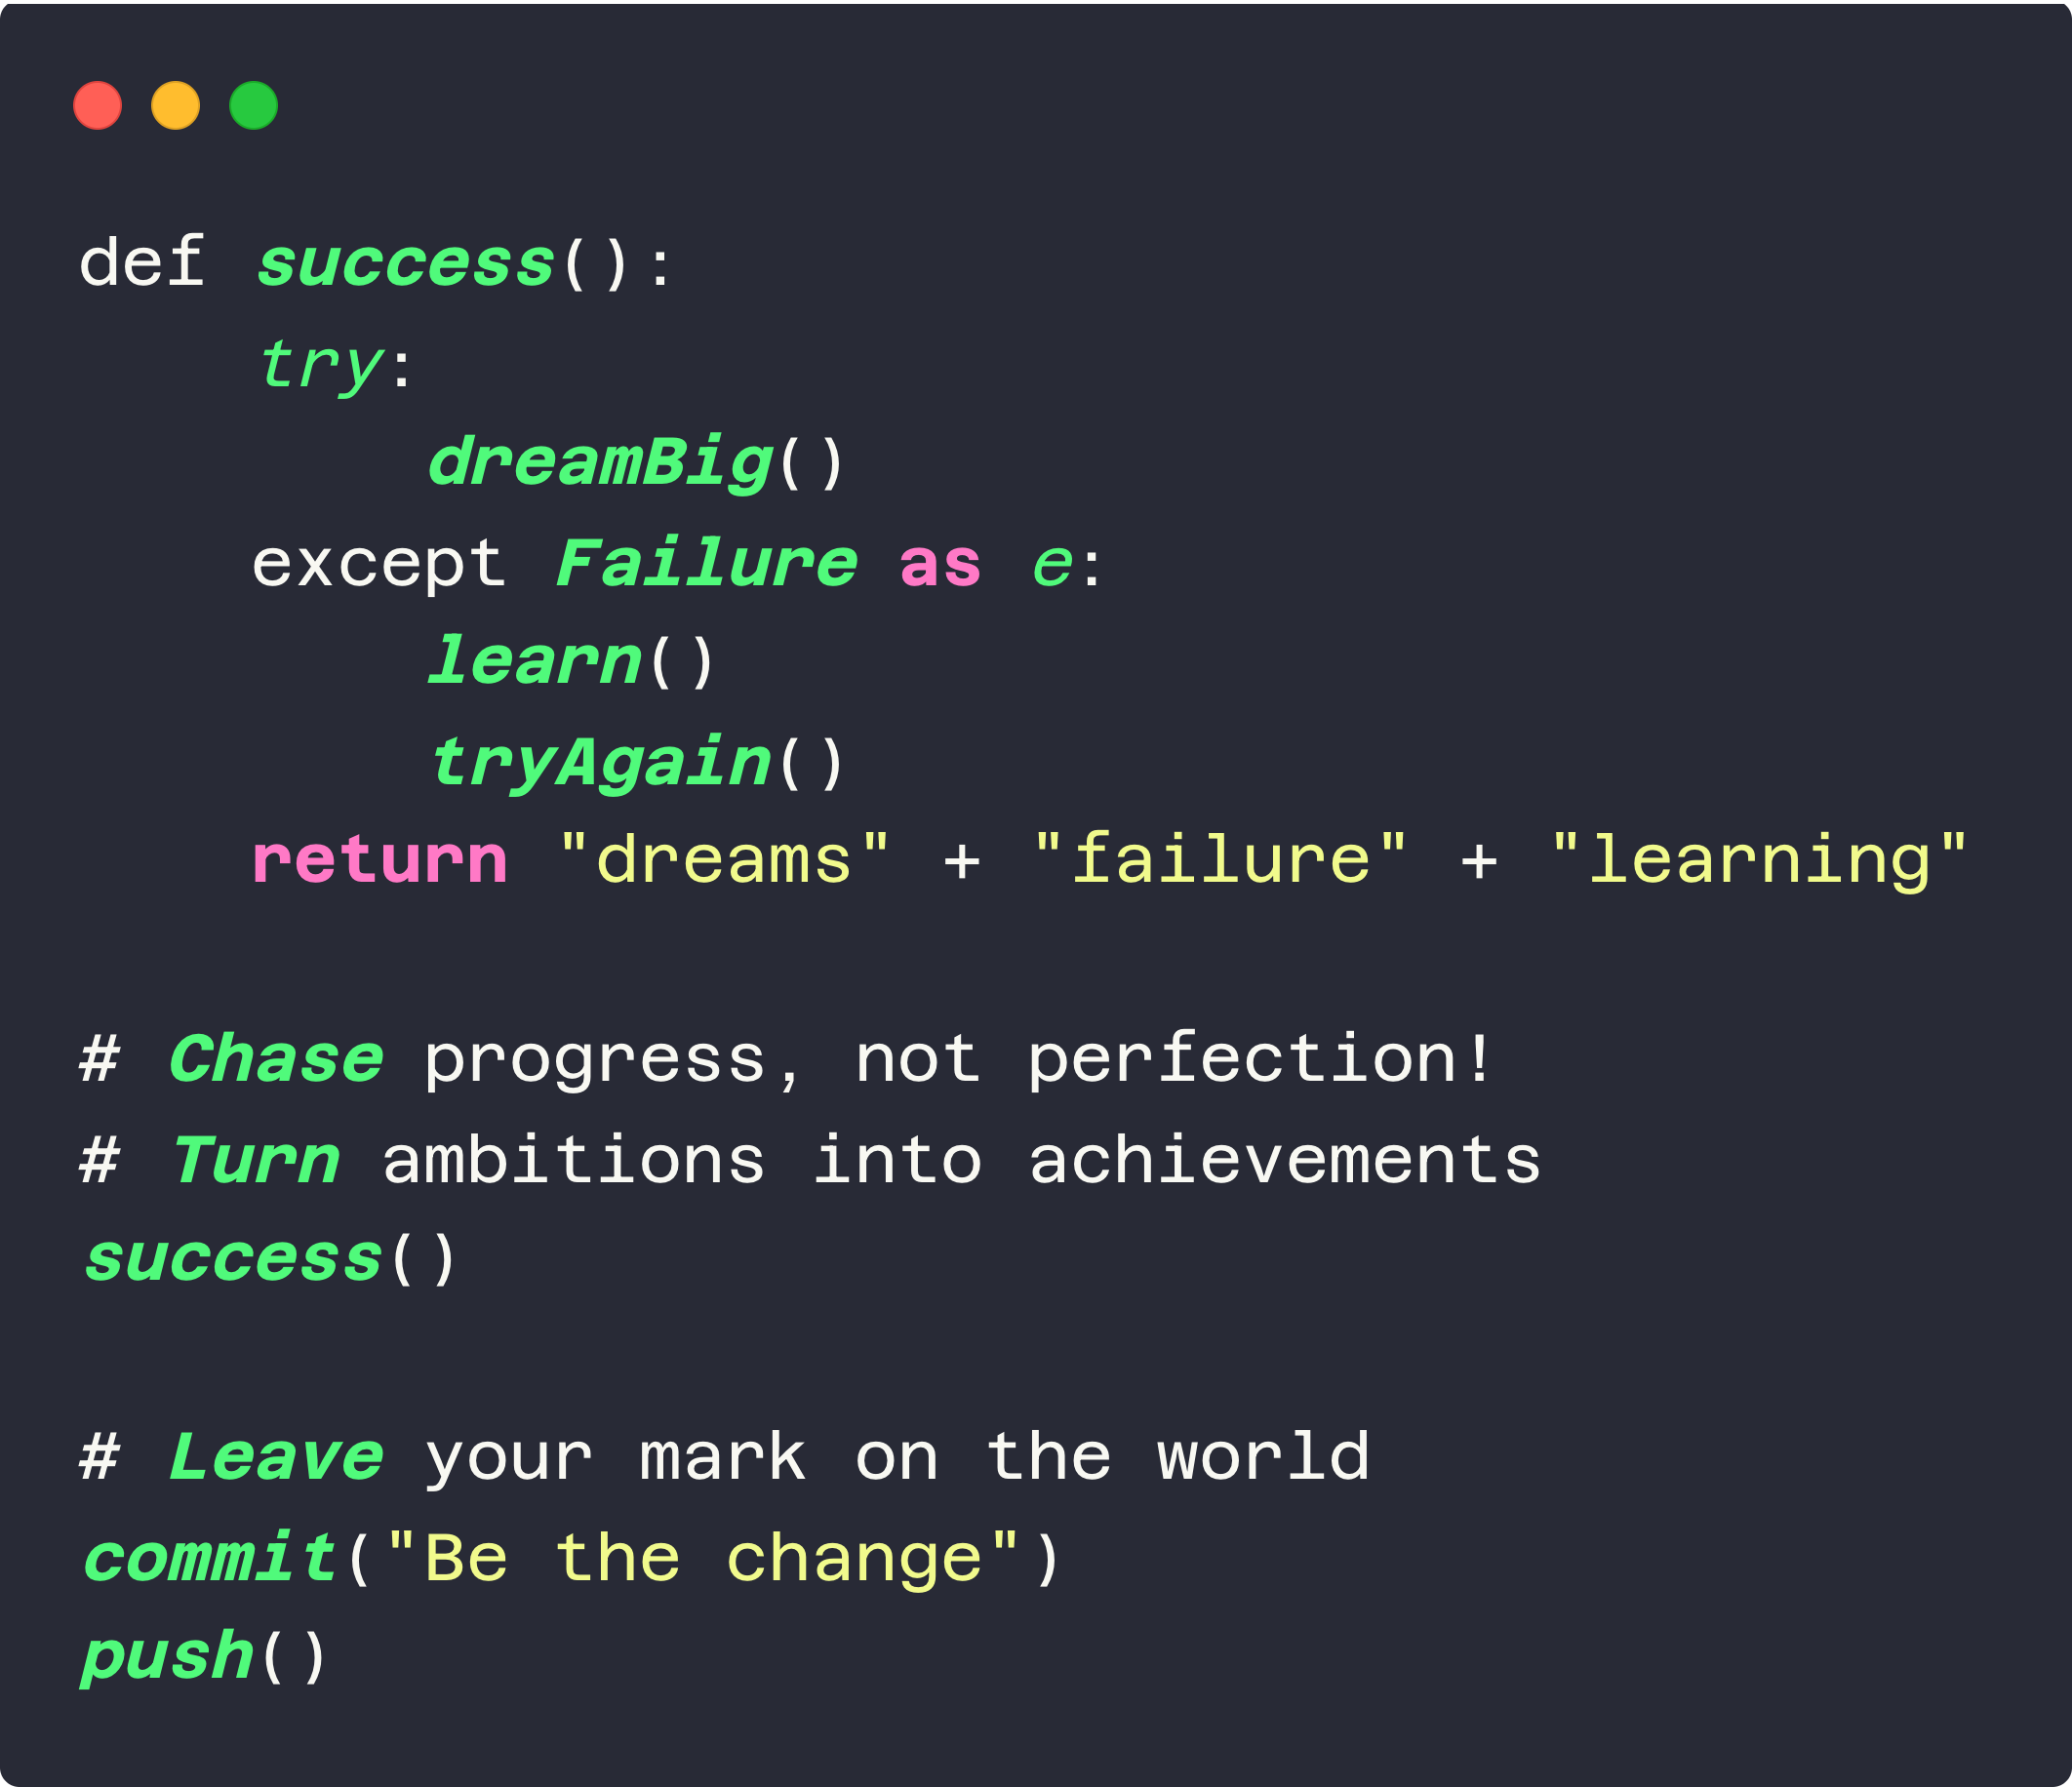 def success():
    try:
        dreamBig()
    except Failure as e:
        learn()
        tryAgain()
    return "dreams" + "failure" + "learning"

# Chase progress, not perfection!
# Turn ambitions into achievements
success()

# Leave your mark on the world
commit("Be the change")
push()